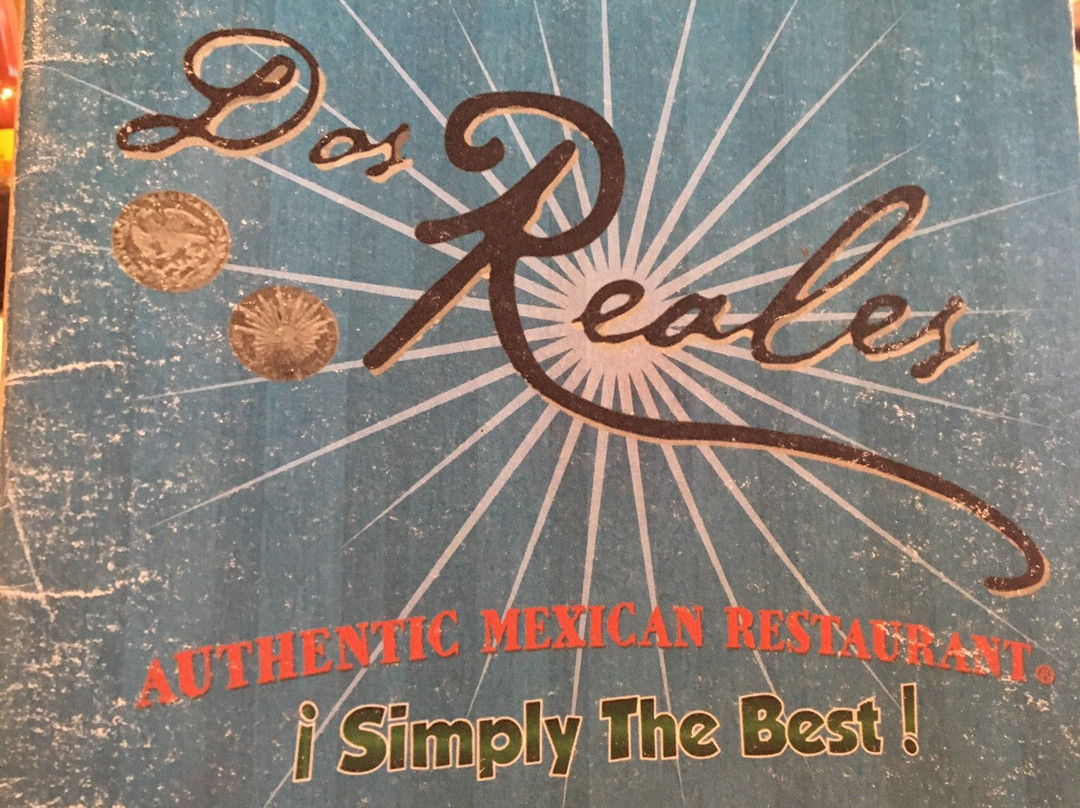 Dos Reales
AUTHENTIC MEXICAN RESTAURANT®
¡Simply The Best!